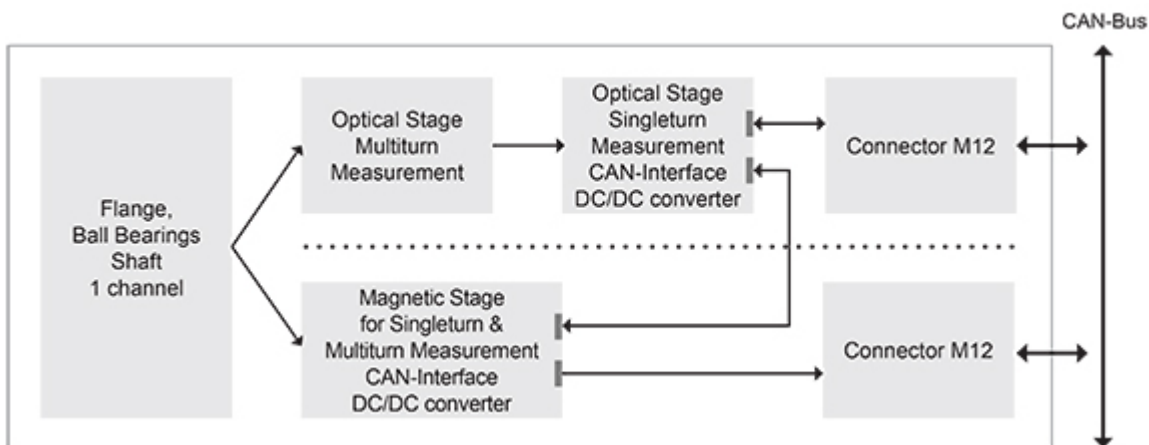 CAN-Bus
Flange,
Ball Bearings
Shaft
1 channel
Optical Stage
Multiturn
Measurement
Optical Stage
Singleturn
Measurement
CAN-Interface
DC/DC converter
Connector M12
Magnetic Stage
for Singleturn &
Multiturn Measurement
CAN-Interface
DC/DC converter
Connector M12